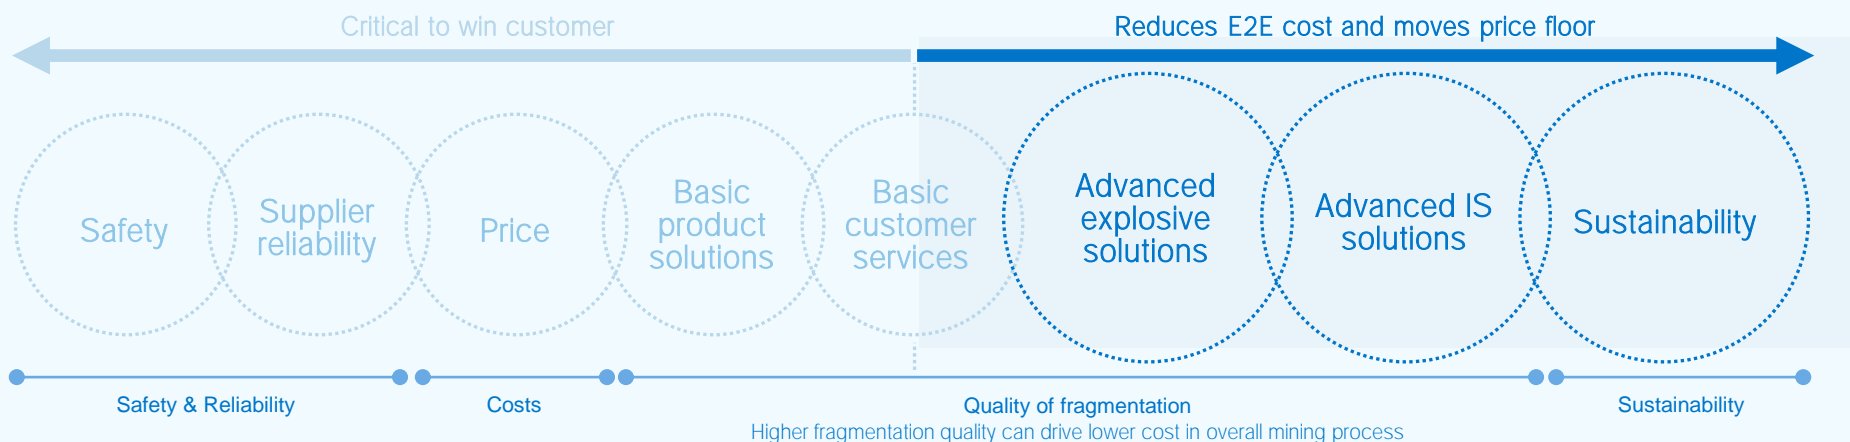 Critical to win customer
Reduces E2E cost and moves price floor
Safety
Supplier
reliability
Price
Basic
product
solutions
Basic
customer
services
Advanced
explosive
solutions
Advanced IS
solutions
Sustainability
Safety & Reliability
Costs
Quality of fragmentation
Higher fragmentation quality can drive lower cost in overall mining process
Sustainability